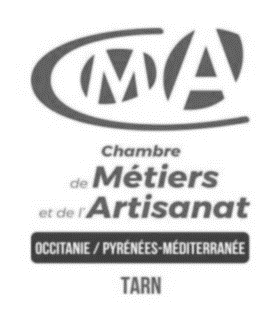 CMA
Chambre
de Métiers
et de l'Artisanat
OCCITANIE / PYRÉNÉES-MÉDITERRANÉE
TARN